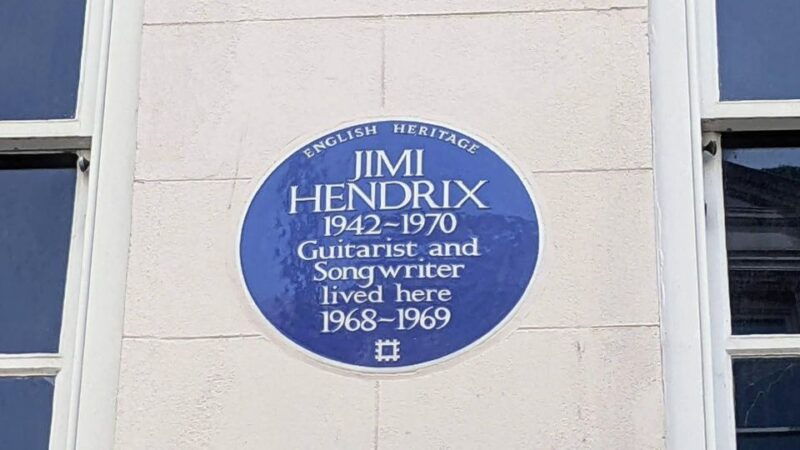 ENGLISH HERITAGE
JIMI
HENDRIX
1942~1970
Guitarist and
Songwriter
lived here
1968~1969